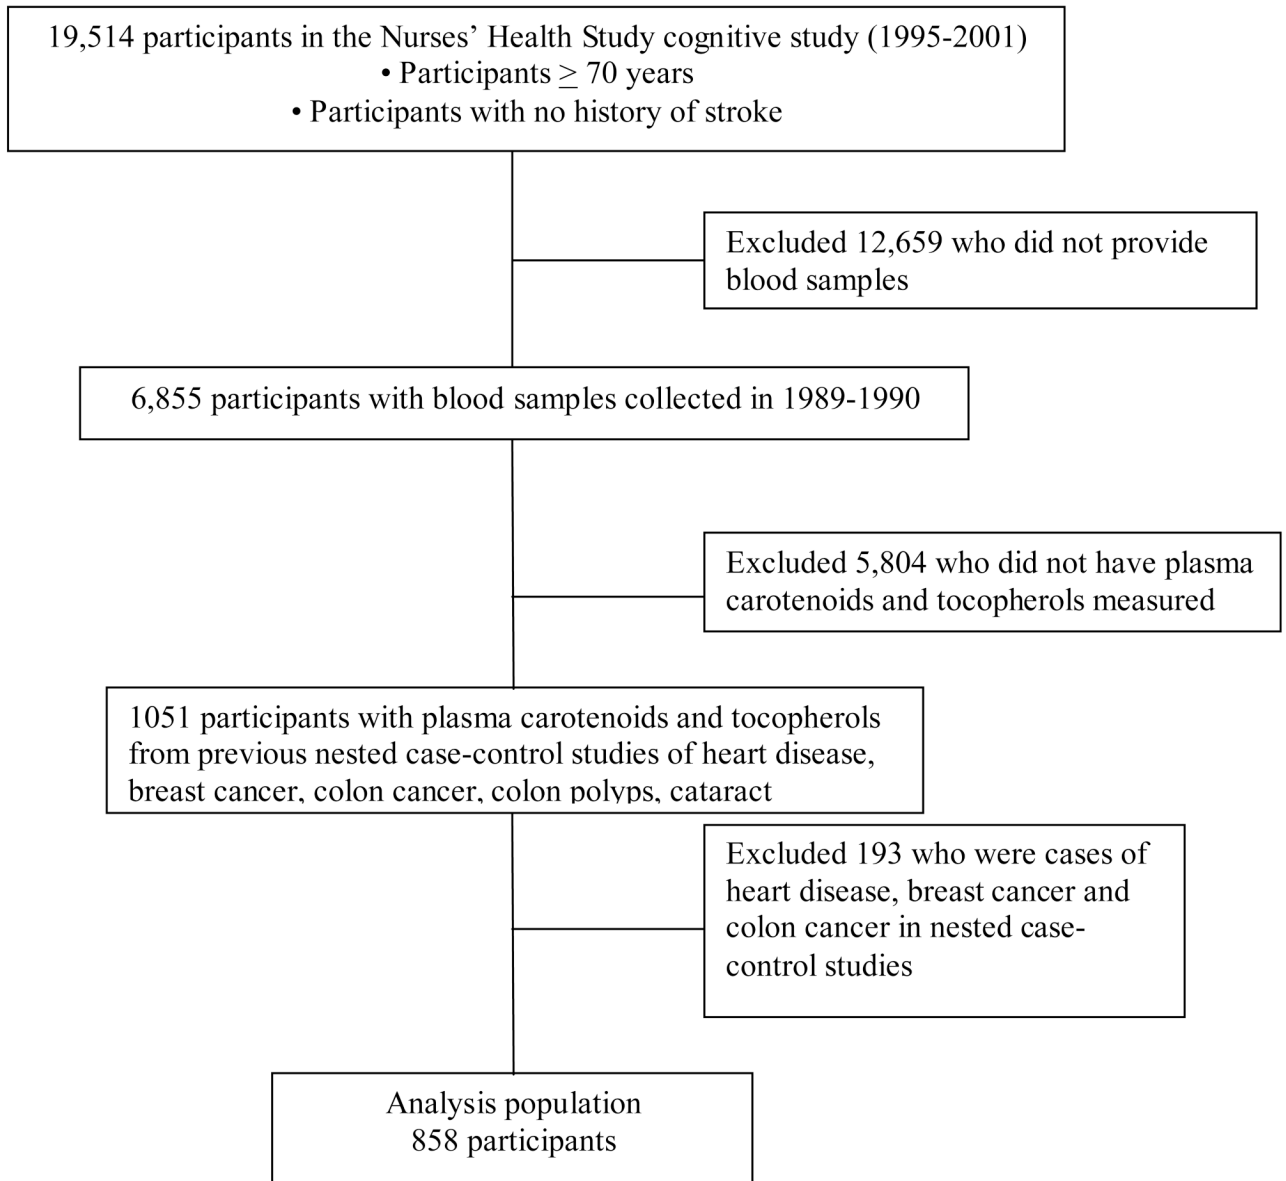 19,514 participants in the Nurses’ Health Study cognitive study (1995-2001)
• Participants ≥ 70 years
• Participants with no history of stroke
Excluded 12,659 who did not provide
blood samples
6,855 participants with blood samples collected in 1989-1990
Excluded 5,804 who did not have plasma
carotenoids and tocopherols measured
1051 participants with plasma carotenoids and tocopherols
from previous nested case-control studies of heart disease,
breast cancer, colon cancer, colon polyps, cataract
Excluded 193 who were cases of
heart disease, breast cancer and
colon cancer in nested case-
control studies
Analysis population
858 participants